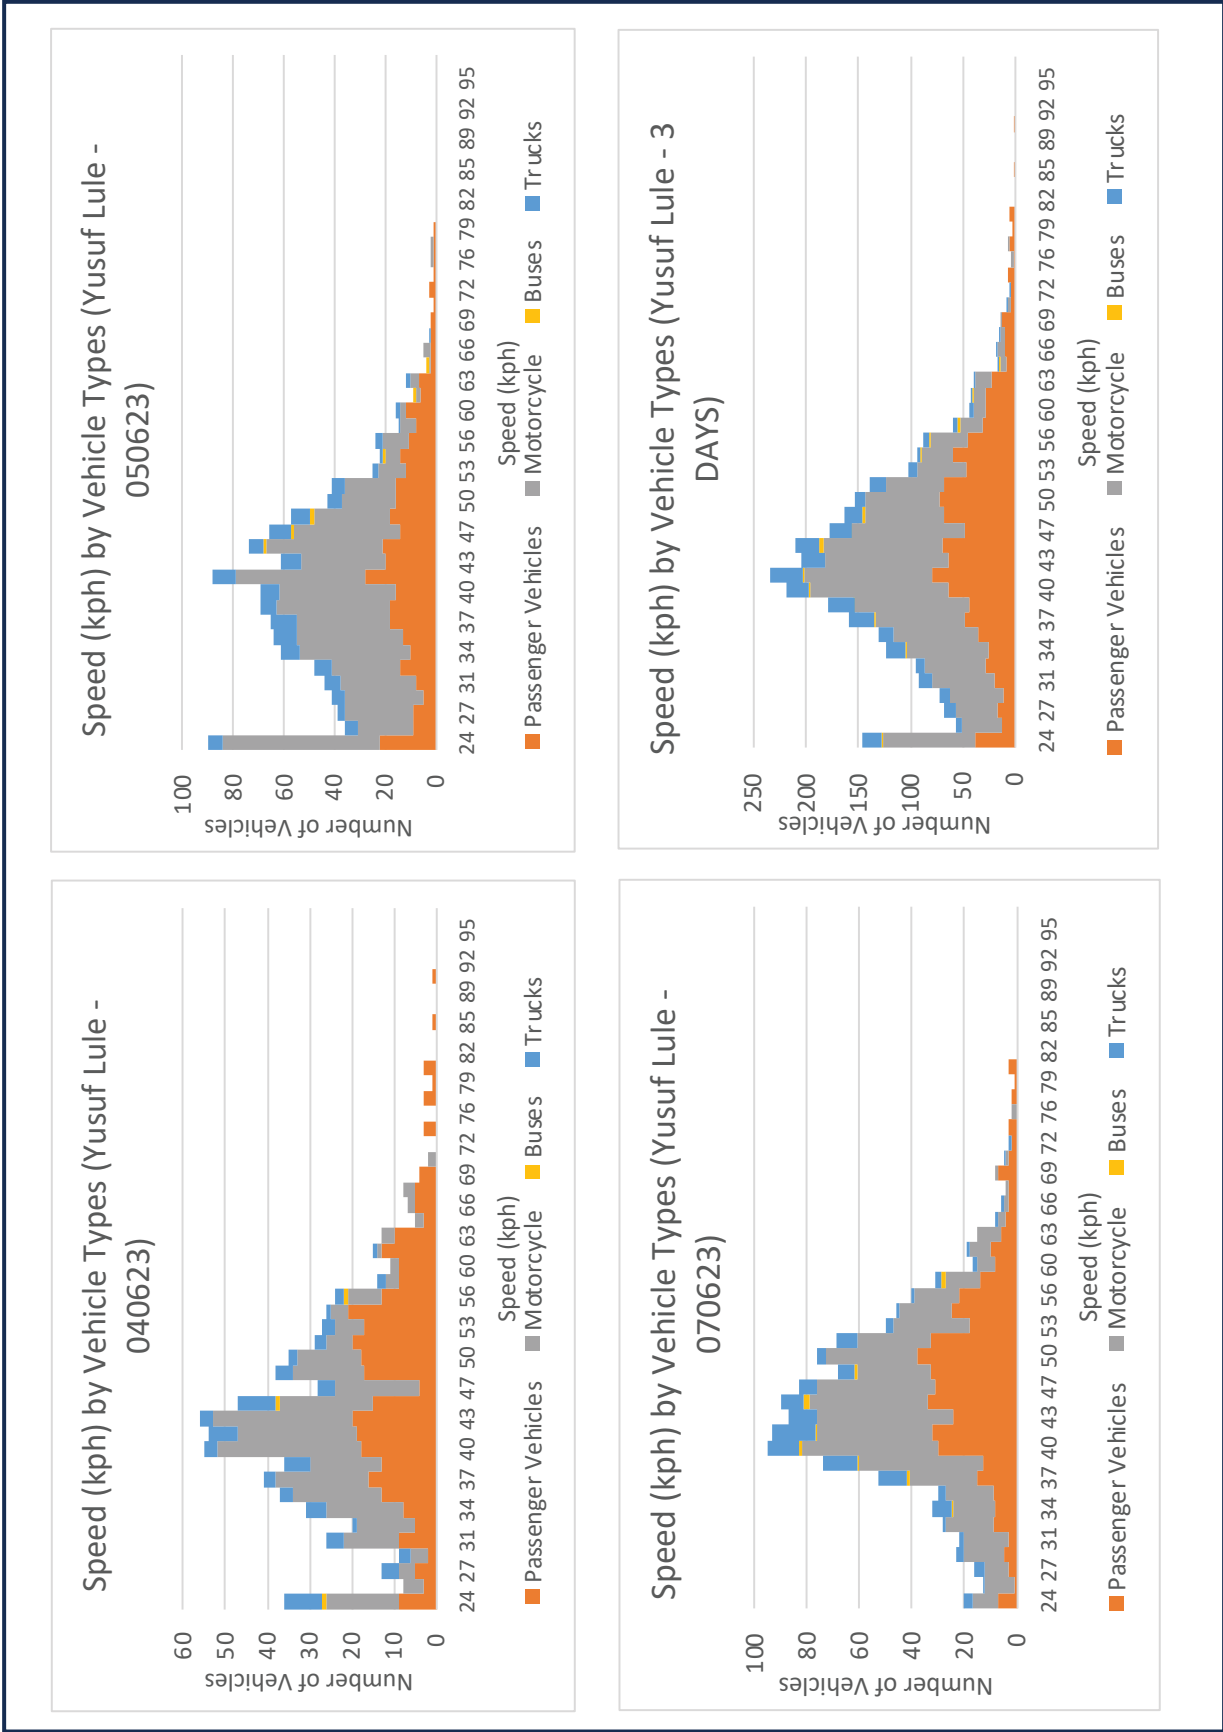 Speed (kph) by Vehicle Types (Yusuf Lule -
040623)
Number of Vehicles
60
50
40
30
20
10
0
24 27 31 34 37 40 43 47 50 53 56 60 63 66 69 72 76 79 82 85 89 92 95
Speed (kph)
Passenger Vehicles Motorcycle Buses Trucks
Speed (kph) by Vehicle Types (Yusuf Lule -
050623)
Number of Vehicles
100
80
60
40
20
0
24 27 31 34 37 40 43 47 50 53 56 60 63 66 69 72 76 79 82 85 89 92 95
Speed (kph)
Passenger Vehicles Motorcycle Buses Trucks
Speed (kph) by Vehicle Types (Yusuf Lule -
070623)
Number of Vehicles
100
80
60
40
20
0
24 27 31 34 37 40 43 47 50 53 56 60 63 66 69 72 76 79 82 85 89 92 95
Speed (kph)
Passenger Vehicles Motorcycle Buses Trucks
Speed (kph) by Vehicle Types (Yusuf Lule - 3
DAYS)
Number of Vehicles
250
200
150
100
50
0
24 27 31 34 37 40 43 47 50 53 56 60 63 66 69 72 76 79 82 85 89 92 95
Speed (kph)
Passenger Vehicles Motorcycle Buses Trucks